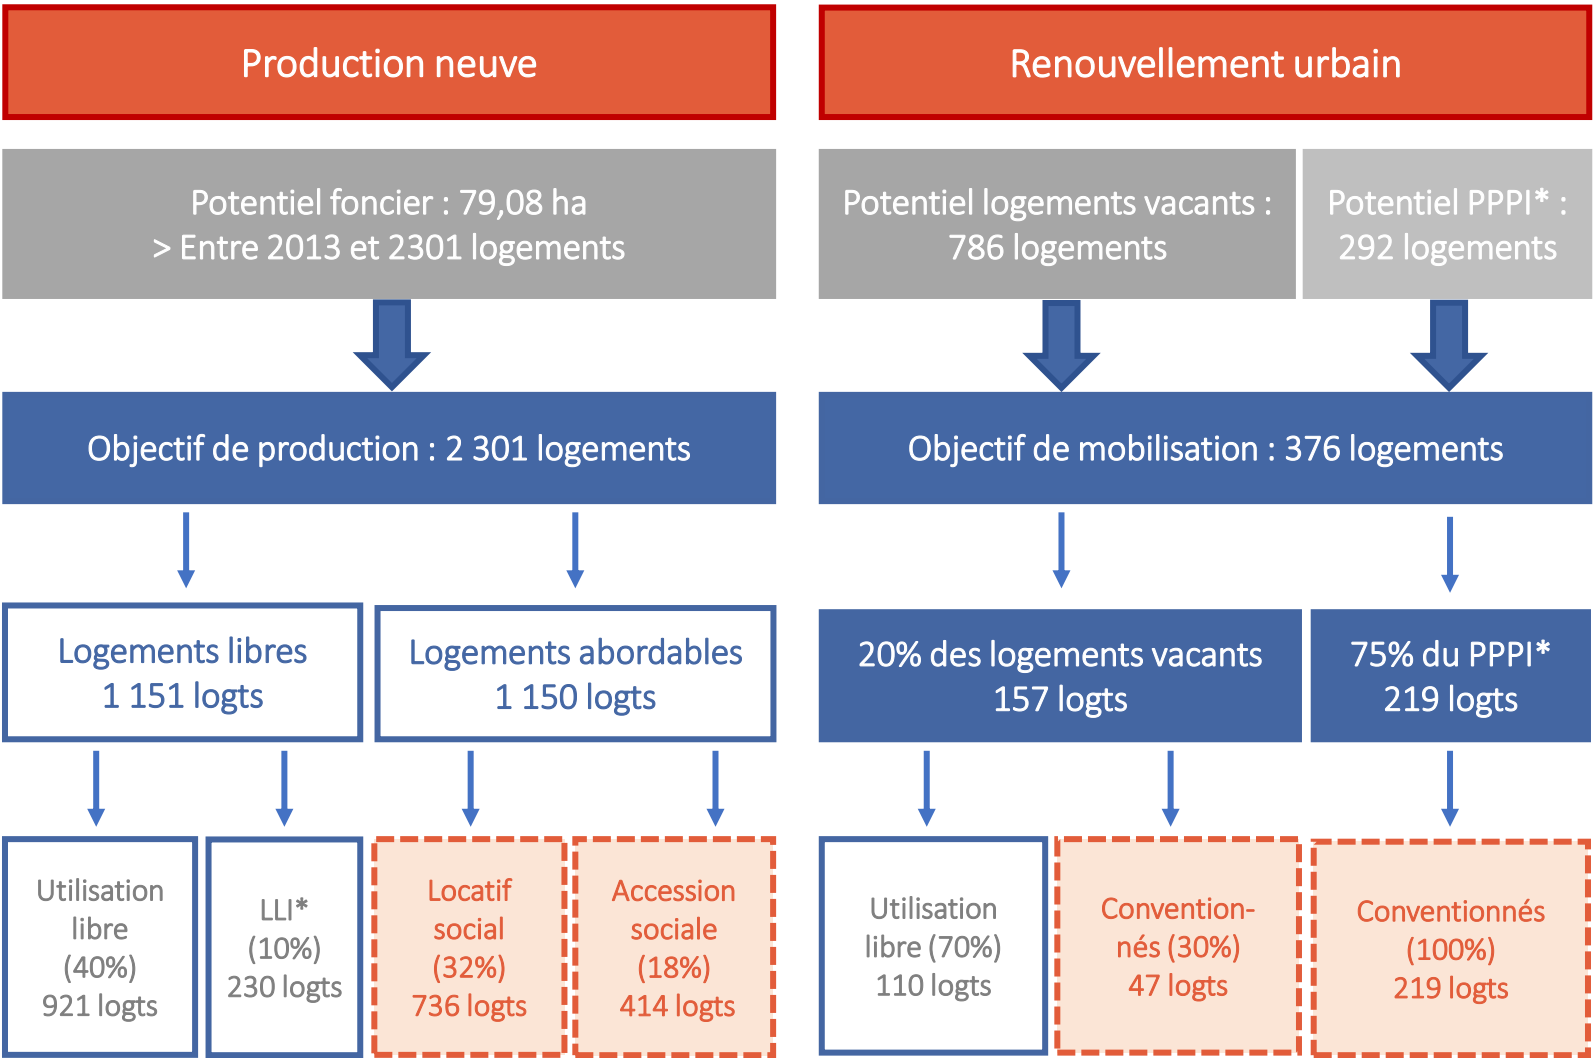 Production neuve
Potentiel foncier : 79,08 ha
> Entre 2013 et 2301 logements
Objectif de production : 2 301 logements
Logements libres
1 151 logts
Logements abordables
1 150 logts
Utilisation
libre
(40%)
921 logts
LLI*
(10%)
230 logts
Locatif
social
(32%)
736 logts
Accession
sociale
(18%)
414 logts
Renouvellement urbain
Potentiel logements vacants :
786 logements
Potentiel PPPI* :
292 logements
Objectif de mobilisation : 376 logements
20% des logements vacants
157 logts
75% du PPPI*
219 logts
Utilisation
libre (70%)
110 logts
Convention-
nés (30%)
47 logts
Conventionnés
(100%)
219 logts